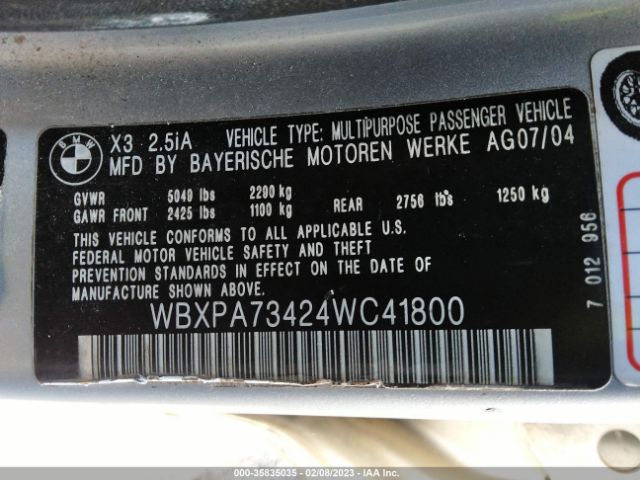 BMW
X3 2.5iA VEHICLE TYPE: MULTIPURPOSE PASSENGER VEHICLE
MFD BY BAYERISCHE MOTOREN WERKE AG07/04
GVWR 5040 lbs 2290 kg
GAWR FRONT 2425 lbs 1100 kg REAR 2756 lbs 1250 kg
THIS VEHICLE CONFORMS TO ALL APPLICABLE U.S.
FEDERAL MOTOR VEHICLE SAFETY AND THEFT
PREVENTION STANDARDS IN EFFECT ON THE DATE OF
MANUFACTURE SHOWN ABOVE.
WBXPA73424WC41800
7 012 956
000-35835035 - 02/08/2023 - IAA Inc.